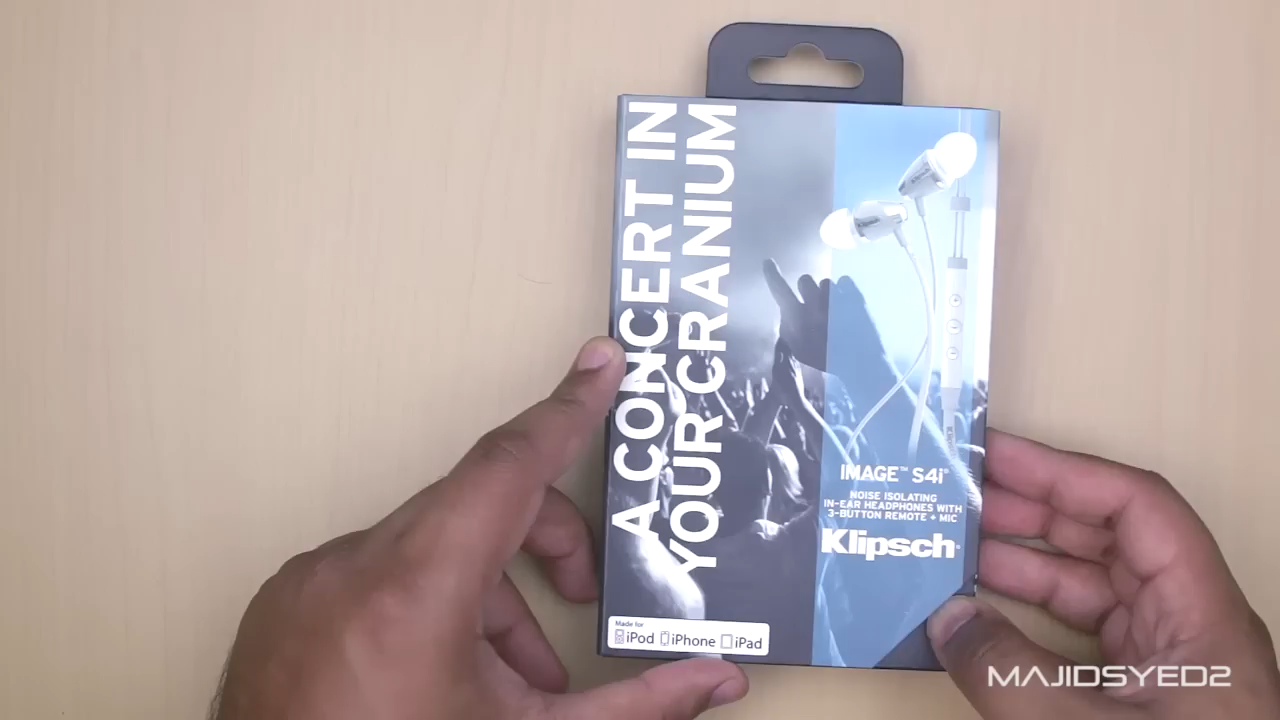 A CONCERT IN
YOUR CRANIUM
IMAGE™ S4i®
NOISE ISOLATING
IN-EAR HEADPHONES WITH
3-BUTTON REMOTE + MIC
Klipsch®
Made for
iPod iPhone iPad
MAJIDSYED2